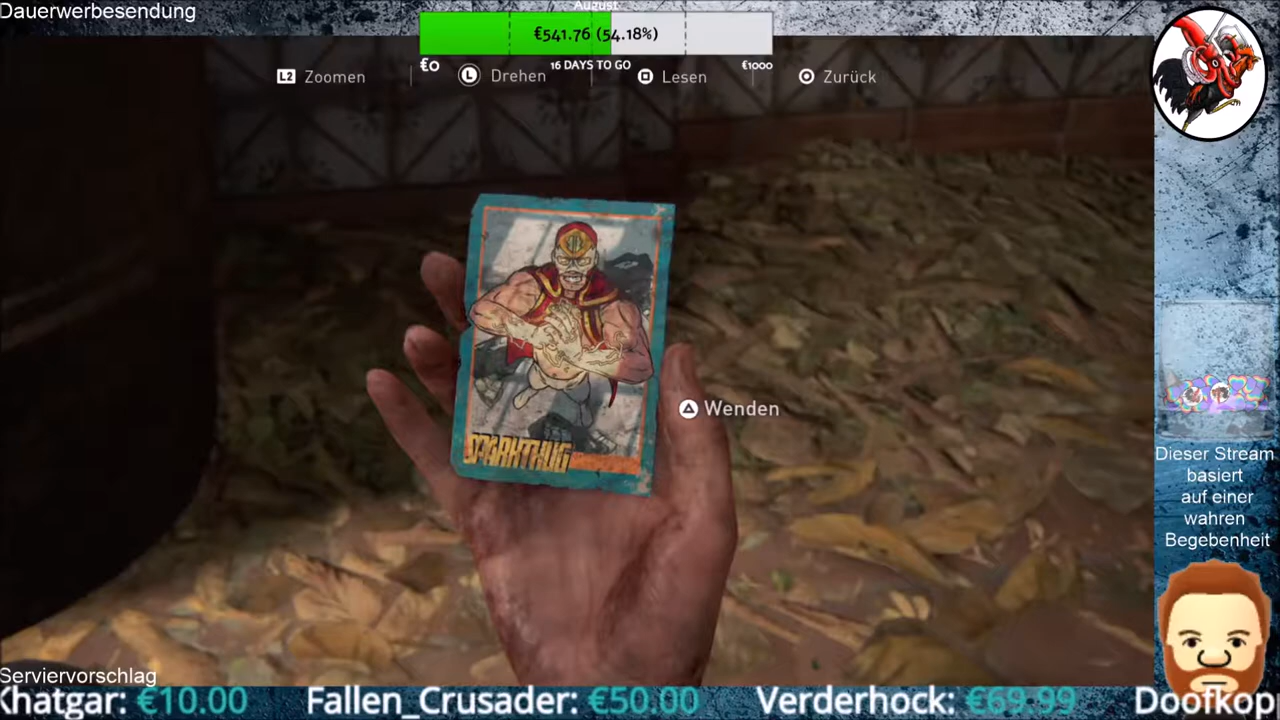 Dauerwerbesendung
August
€541.76 (54.18%)
€0
16 DAYS TO GO
€1000
L2 Zoomen
L Drehen
Lesen
Zurück
Wenden
SPARKTHUG
Dieser Stream
basiert
auf einer
wahren
Begebenheit
Serviervorschlag
Khatgar: €10.00 Fallen_Crusader: €50.00 Verderhock: €69.99 Doofkop